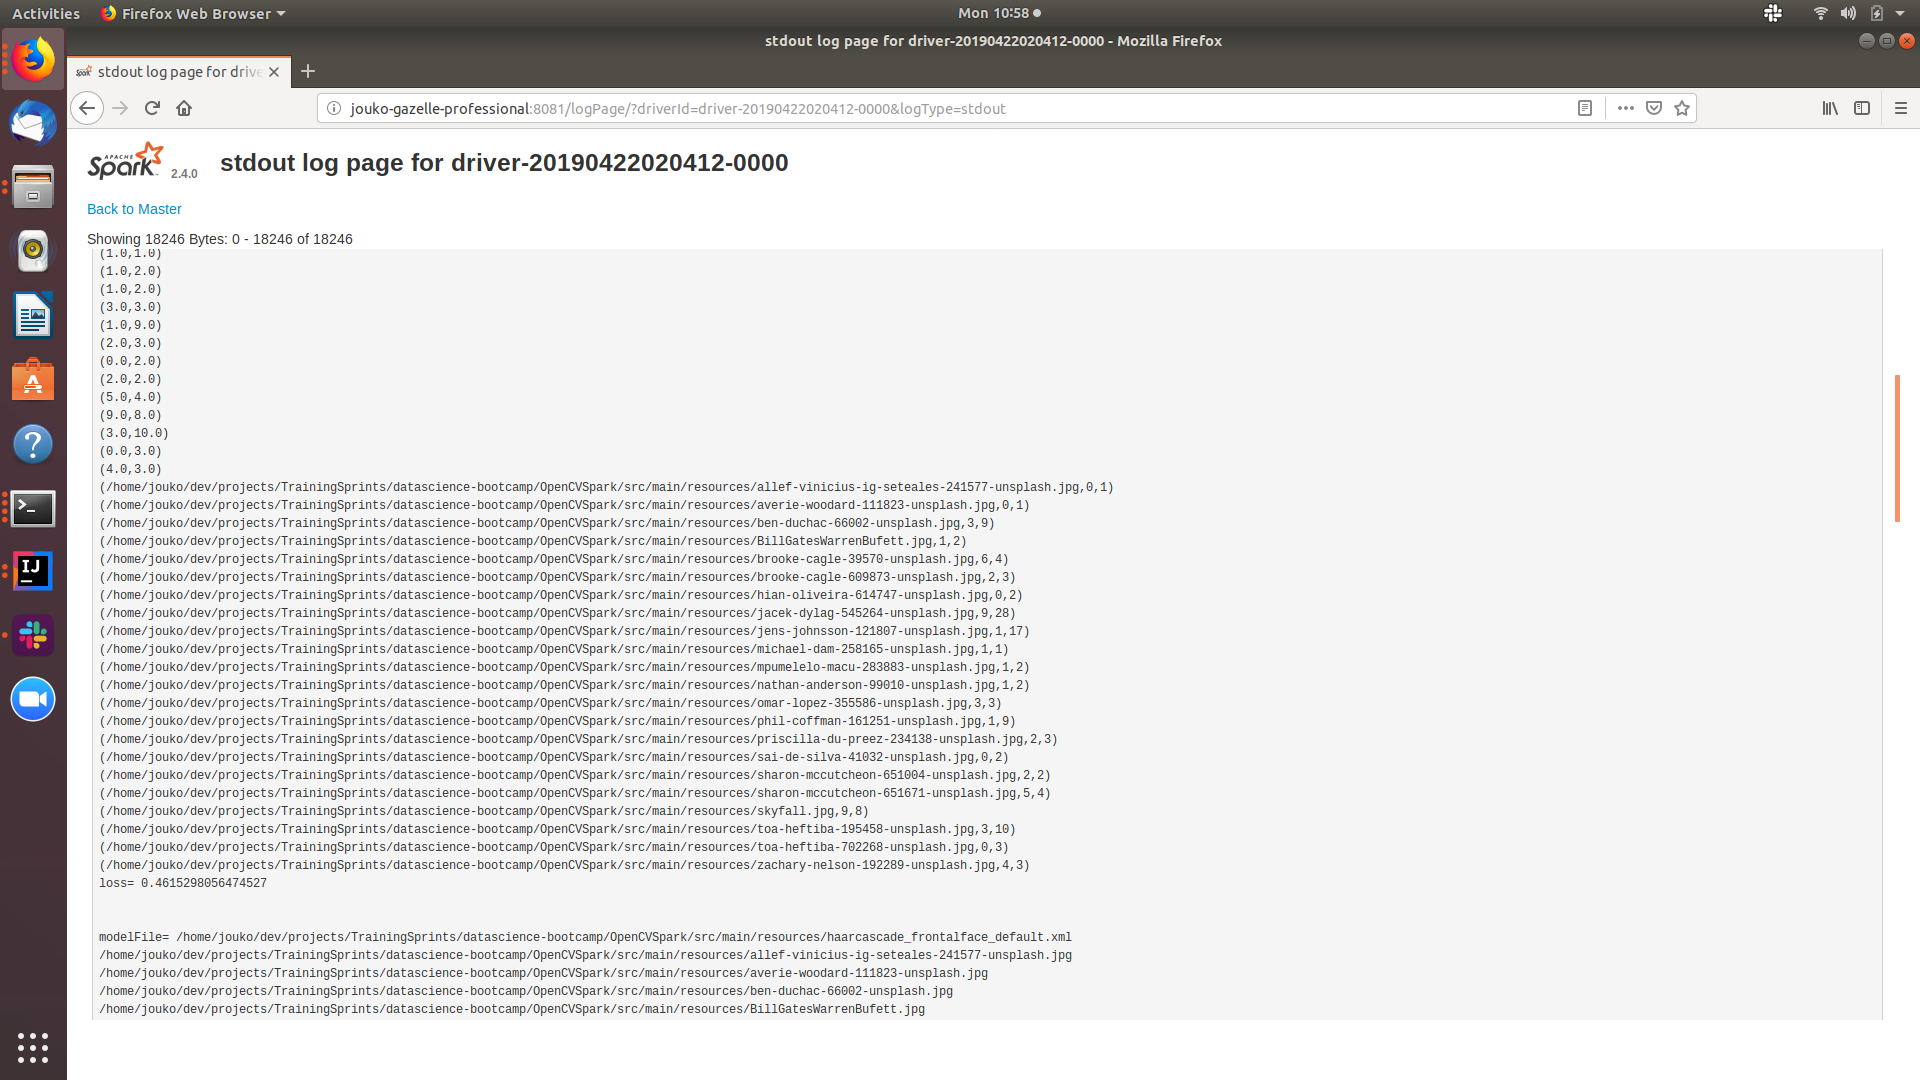 Activities
Firefox Web Browser
Mon 10:58
stdout log page for driver-20190422020412-0000 - Mozilla Firefox
stdout log page for drive
jouko-gazelle-professional:8081/logPage/?driverId=driver-20190422020412-0000&logType=stdout
APACHE Spark 2.4.0
stdout log page for driver-20190422020412-0000
Back to Master
Showing 18246 Bytes: 0 - 18246 of 18246
(1.0,1.0)
(1.0,2.0)
(1.0,2.0)
(3.0,3.0)
(1.0,9.0)
(2.0,3.0)
(0.0,2.0)
(2.0,2.0)
(5.0,4.0)
(9.0,8.0)
(3.0,10.0)
(0.0,3.0)
(4.0,3.0)
(/home/jouko/dev/projects/TrainingSprints/datascience-bootcamp/OpenCVSpark/src/main/resources/allef-vinicius-ig-seteales-241577-unsplash.jpg,0,1)
(/home/jouko/dev/projects/TrainingSprints/datascience-bootcamp/OpenCVSpark/src/main/resources/averie-woodard-111823-unsplash.jpg,0,1)
(/home/jouko/dev/projects/TrainingSprints/datascience-bootcamp/OpenCVSpark/src/main/resources/ben-duchac-66002-unsplash.jpg,3,9)
(/home/jouko/dev/projects/TrainingSprints/datascience-bootcamp/OpenCVSpark/src/main/resources/BillGatesWarrenBufett.jpg,1,2)
(/home/jouko/dev/projects/TrainingSprints/datascience-bootcamp/OpenCVSpark/src/main/resources/brooke-cagle-39570-unsplash.jpg,6,4)
(/home/jouko/dev/projects/TrainingSprints/datascience-bootcamp/OpenCVSpark/src/main/resources/brooke-cagle-609873-unsplash.jpg,2,3)
(/home/jouko/dev/projects/TrainingSprints/datascience-bootcamp/OpenCVSpark/src/main/resources/hian-oliveira-614747-unsplash.jpg,0,2)
(/home/jouko/dev/projects/TrainingSprints/datascience-bootcamp/OpenCVSpark/src/main/resources/jacek-dylag-545264-unsplash.jpg,9,28)
(/home/jouko/dev/projects/TrainingSprints/datascience-bootcamp/OpenCVSpark/src/main/resources/jens-johnsson-121807-unsplash.jpg,1,17)
(/home/jouko/dev/projects/TrainingSprints/datascience-bootcamp/OpenCVSpark/src/main/resources/michael-dam-258165-unsplash.jpg,1,1)
(/home/jouko/dev/projects/TrainingSprints/datascience-bootcamp/OpenCVSpark/src/main/resources/mpumelelo-macu-283883-unsplash.jpg,1,2)
(/home/jouko/dev/projects/TrainingSprints/datascience-bootcamp/OpenCVSpark/src/main/resources/nathan-anderson-99010-unsplash.jpg,1,2)
(/home/jouko/dev/projects/TrainingSprints/datascience-bootcamp/OpenCVSpark/src/main/resources/omar-lopez-355586-unsplash.jpg,3,3)
(/home/jouko/dev/projects/TrainingSprints/datascience-bootcamp/OpenCVSpark/src/main/resources/phil-coffman-161251-unsplash.jpg,1,9)
(/home/jouko/dev/projects/TrainingSprints/datascience-bootcamp/OpenCVSpark/src/main/resources/priscilla-du-preez-234138-unsplash.jpg,2,3)
(/home/jouko/dev/projects/TrainingSprints/datascience-bootcamp/OpenCVSpark/src/main/resources/sai-de-silva-41032-unsplash.jpg,0,2)
(/home/jouko/dev/projects/TrainingSprints/datascience-bootcamp/OpenCVSpark/src/main/resources/sharon-mccutcheon-651004-unsplash.jpg,2,2)
(/home/jouko/dev/projects/TrainingSprints/datascience-bootcamp/OpenCVSpark/src/main/resources/sharon-mccutcheon-651671-unsplash.jpg,5,4)
(/home/jouko/dev/projects/TrainingSprints/datascience-bootcamp/OpenCVSpark/src/main/resources/skyfall.jpg,9,8)
(/home/jouko/dev/projects/TrainingSprints/datascience-bootcamp/OpenCVSpark/src/main/resources/toa-heftiba-195458-unsplash.jpg,3,10)
(/home/jouko/dev/projects/TrainingSprints/datascience-bootcamp/OpenCVSpark/src/main/resources/toa-heftiba-702268-unsplash.jpg,0,3)
(/home/jouko/dev/projects/TrainingSprints/datascience-bootcamp/OpenCVSpark/src/main/resources/zachary-nelson-192289-unsplash.jpg,4,3)
loss= 0.4615298056474527
modelFile= /home/jouko/dev/projects/TrainingSprints/datascience-bootcamp/OpenCVSpark/src/main/resources/haarcascade_frontalface_default.xml
/home/jouko/dev/projects/TrainingSprints/datascience-bootcamp/OpenCVSpark/src/main/resources/allef-vinicius-ig-seteales-241577-unsplash.jpg
/home/jouko/dev/projects/TrainingSprints/datascience-bootcamp/OpenCVSpark/src/main/resources/averie-woodard-111823-unsplash.jpg
/home/jouko/dev/projects/TrainingSprints/datascience-bootcamp/OpenCVSpark/src/main/resources/ben-duchac-66002-unsplash.jpg
/home/jouko/dev/projects/TrainingSprints/datascience-bootcamp/OpenCVSpark/src/main/resources/BillGatesWarrenBufett.jpg